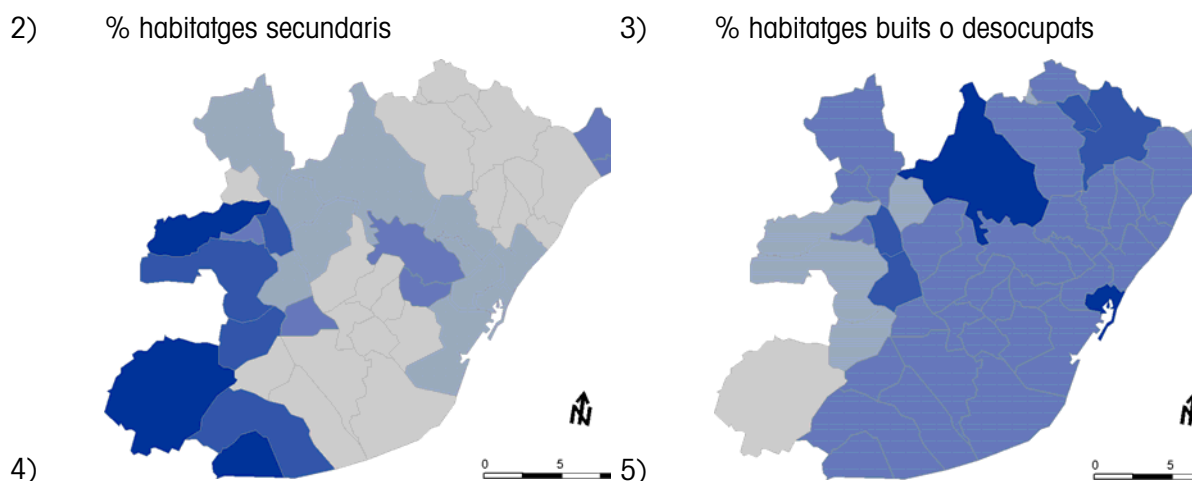 2) % habitatges secundaris
3) % habitatges buits o desocupats
N
N
4)
0 5
5)
0 5